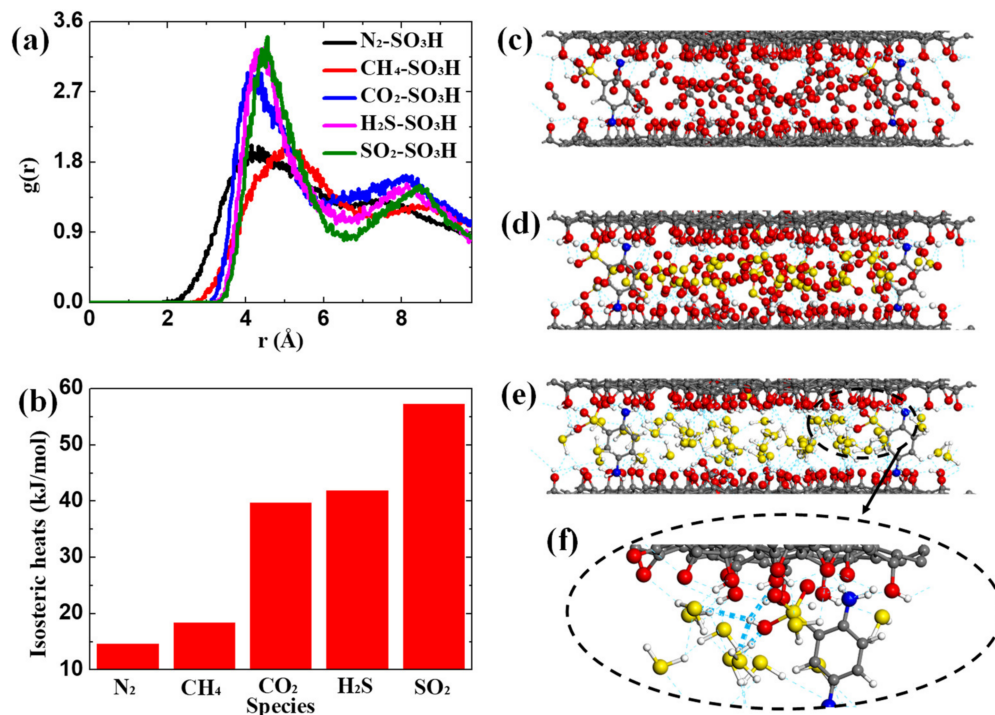 (a)
3.6
2.7
1.8
0.9
0.0
g(r)
0 2 4 6 8
r (Å)
N₂-SO₃H
CH₄-SO₃H
CO₂-SO₃H
H₂S-SO₃H
SO₂-SO₃H
(b)
60
50
40
30
20
10
Isosteric heats (kJ/mol)
N₂ CH₄ CO₂ H₂S SO₂
Species
(c)
(d)
(e)
(f)